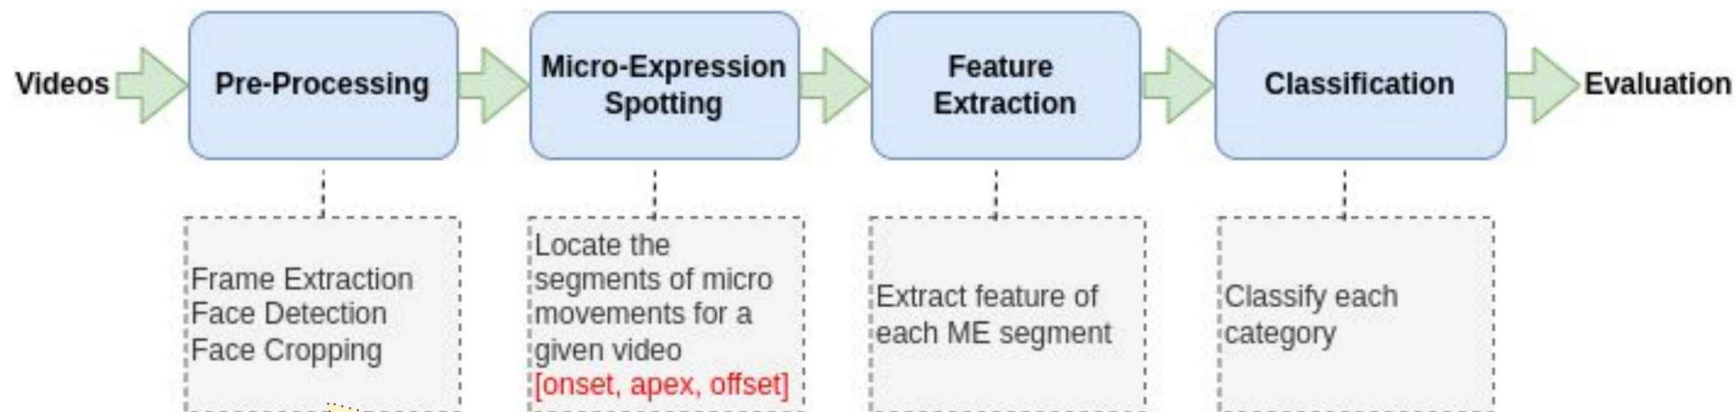 Videos
Pre-Processing
Micro-Expression
Spotting
Feature
Extraction
Classification
Evaluation
Frame Extraction
Face Detection
Face Cropping
Locate the
segments of micro
movements for a
given video
[onset, apex, offset]
Extract feature of
each ME segment
Classify each
category